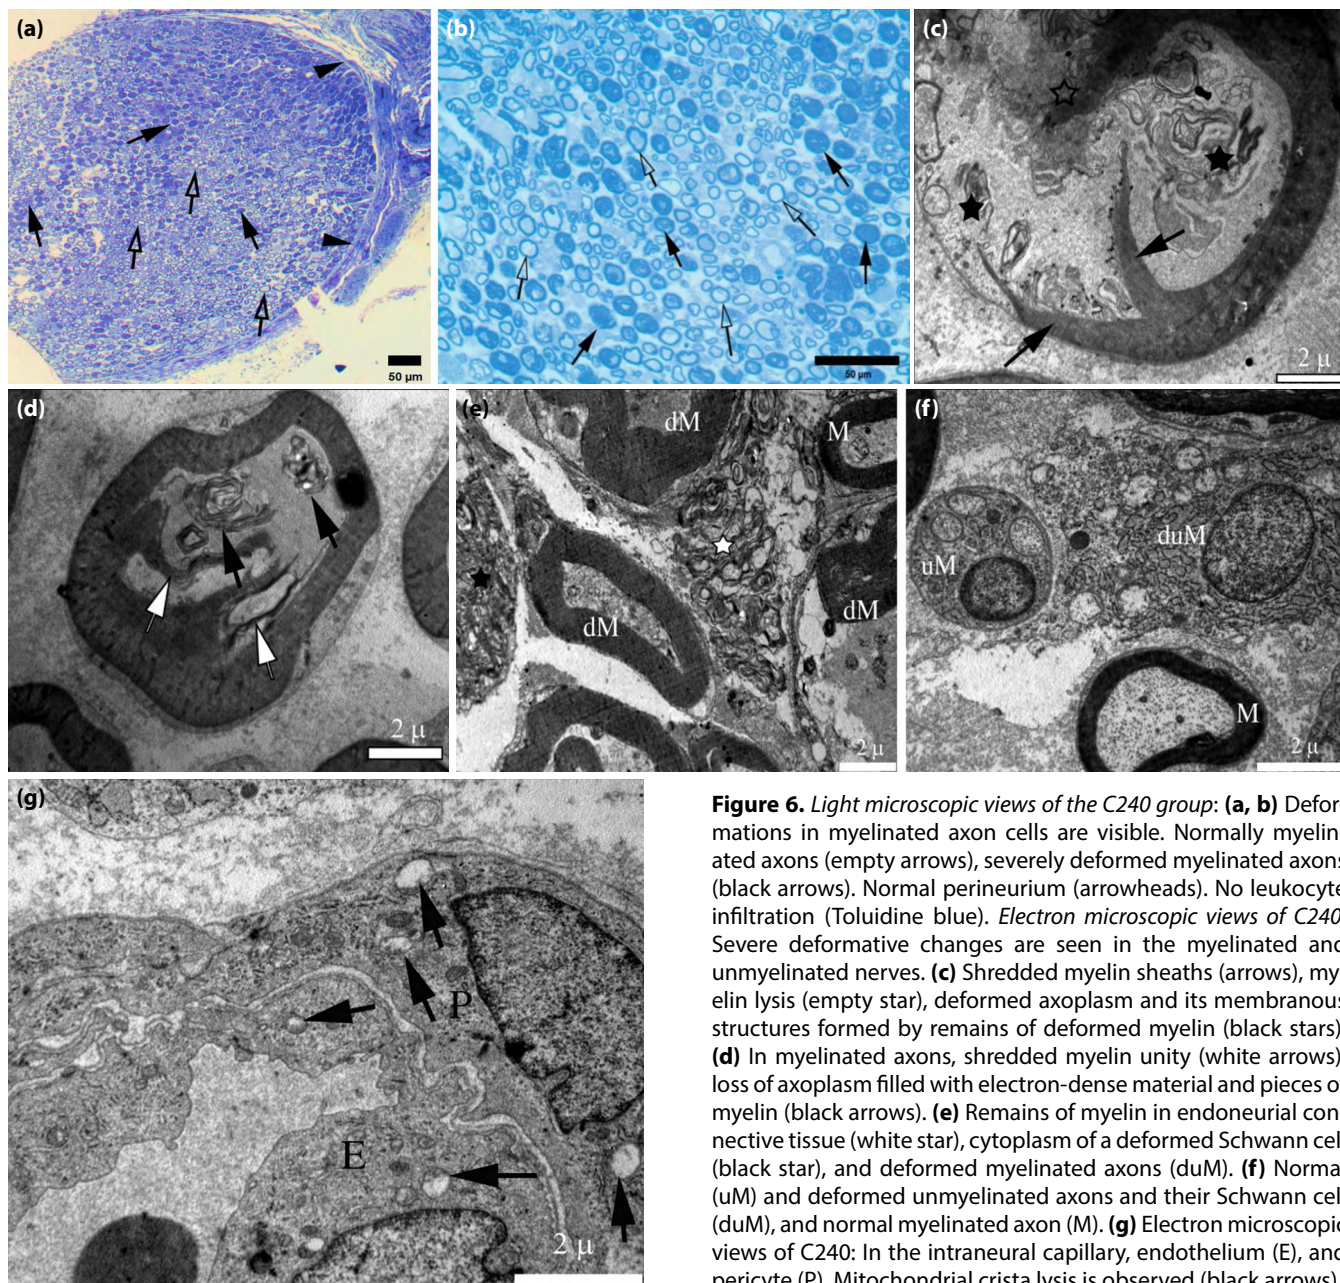 (a)
50 µm
(b)
50 µm
(c)
2 µ
(d)
2 µ
(e)
dM
M
dM
dM
2 µ
(f)
uM
duM
M
2 µ
(g)
P
E
2 µ
Figure 6. Light microscopic views of the C240 group: (a, b) Defor
mations in myelinated axon cells are visible. Normally myelin
ated axons (empty arrows), severely deformed myelinated axons
(black arrows). Normal perineurium (arrowheads). No leukocyte
infiltration (Toluidine blue). Electron microscopic views of C240
Severe deformative changes are seen in the myelinated and
unmyelinated nerves. (c) Shredded myelin sheaths (arrows), my
elin lysis (empty star), deformed axoplasm and its membranous
structures formed by remains of deformed myelin (black stars)
(d) In myelinated axons, shredded myelin unity (white arrows)
loss of axoplasm filled with electron-dense material and pieces o
myelin (black arrows). (e) Remains of myelin in endoneurial con
nective tissue (white star), cytoplasm of a deformed Schwann cel
(black star), and deformed myelinated axons (duM). (f) Norma
(uM) and deformed unmyelinated axons and their Schwann cel
(duM), and normal myelinated axon (M). (g) Electron microscopic
views of C240: In the intraneural capillary, endothelium (E), and
pericyte (P). Mitochondrial crista lysis is observed (black arrows)